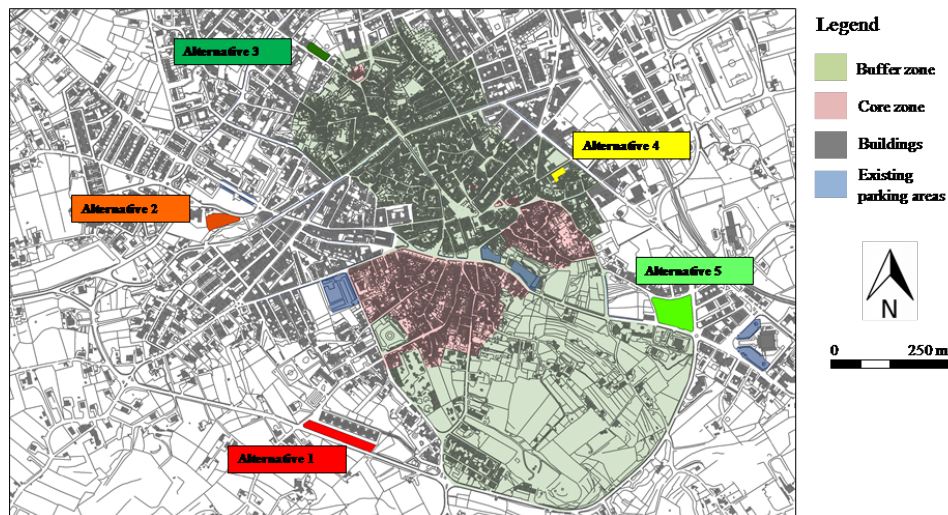 Alternative 3
Alternative 4
Alternative 2
Alternative 5
Alternative 1
Legend
Buffer zone
Core zone
Buildings
Existing
parking areas
N
0 250 m